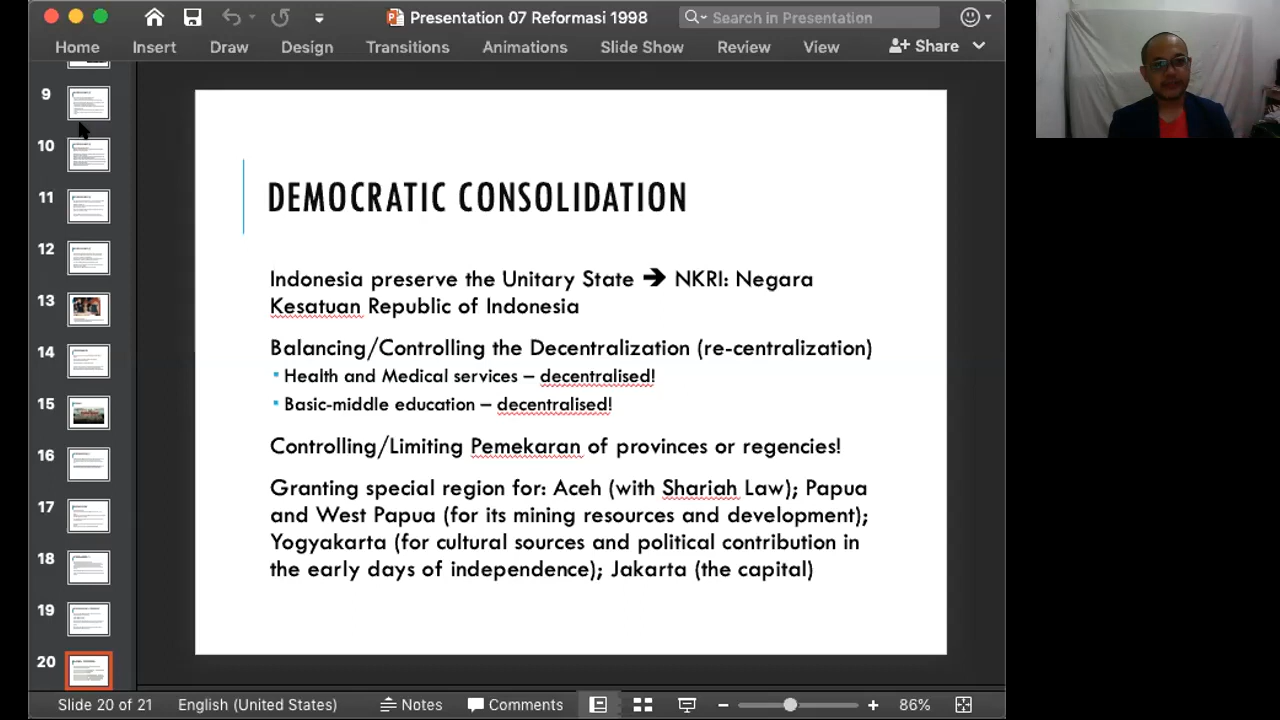 Presentation 07 Reformasi 1998
Search in Presentation
Home Insert Draw Design Transitions Animations Slide Show Review View Share
9
10
11
12
13
14
15
16
17
18
19
20
DEMOCRATIC CONSOLIDATION
Indonesia preserve the Unitary State ➔ NKRI: Negara
Kesatuan Republic of Indonesia
Balancing/Controlling the Decentralization (re-centralization)
▪ Health and Medical services – decentralised!
▪ Basic-middle education – decentralised!
Controlling/Limiting Pemekaran of provinces or regencies!
Granting special region for: Aceh (with Shariah Law); Papua
and West Papua (for its mining resources and development);
Yogyakarta (for cultural sources and political contribution in
the early days of independence); Jakarta (the capital)
Slide 20 of 21 English (United States) Notes Comments 86%